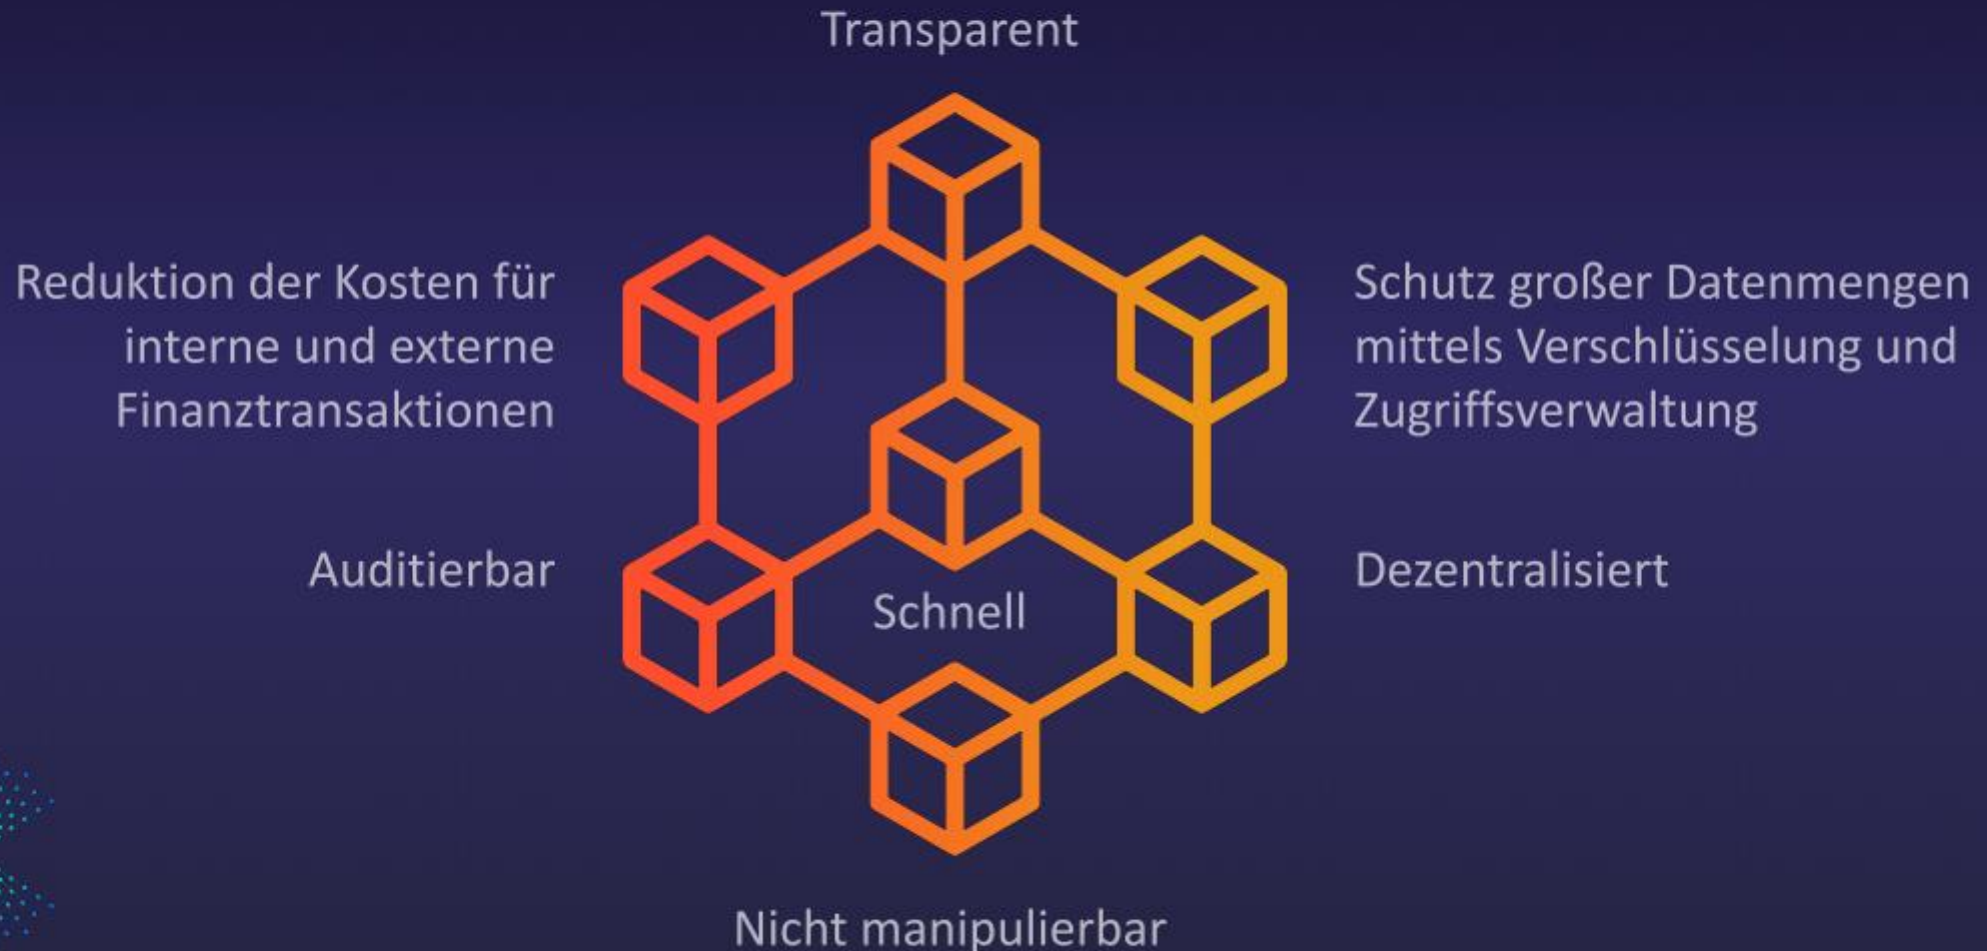 Transparent
Reduktion der Kosten für
interne und externe
Finanztransaktionen
Schutz großer Datenmengen
mittels Verschlüsselung und
Zugriffsverwaltung
Auditierbar
Schnell
Dezentralisiert
Nicht manipulierbar